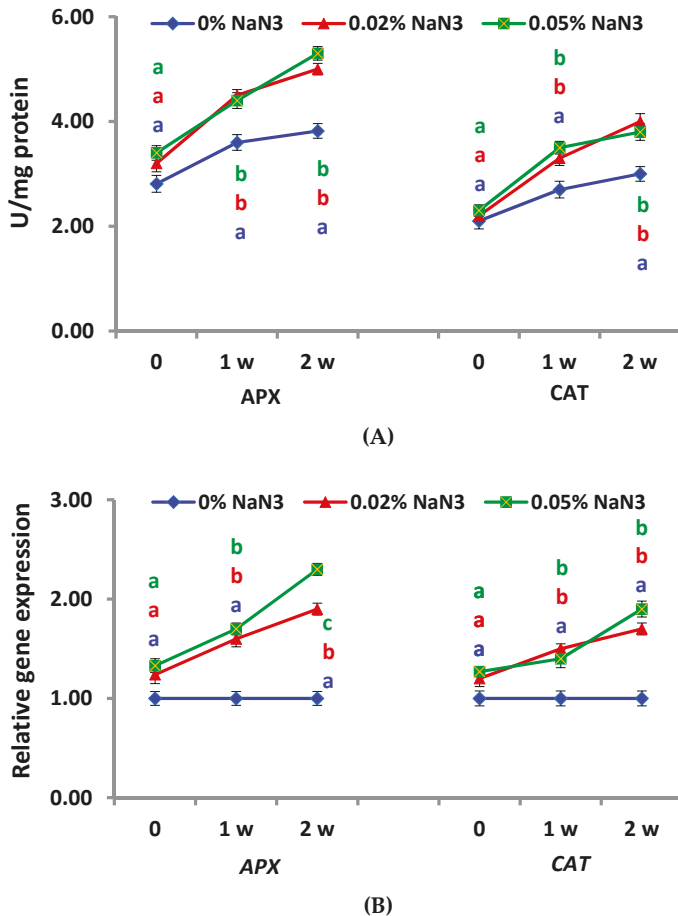 6.00
0% NaN3 0.02% NaN3 0.05% NaN3
a
a
a
b
b
a
b
b
a
a
a
a
b
b
a
b
b
a
4.00
2.00
0.00
U/mg protein
0 1 w 2 w 0 1 w 2 w
APX CAT
(A)
3.00
0% NaN3 0.02% NaN3 0.05% NaN3
a
a
a
b
b
a
c
b
a
a
a
a
b
b
a
b
b
a
2.00
1.00
0.00
Relative gene expression
0 1 w 2 w 0 1 w 2 w
APX CAT
(B)